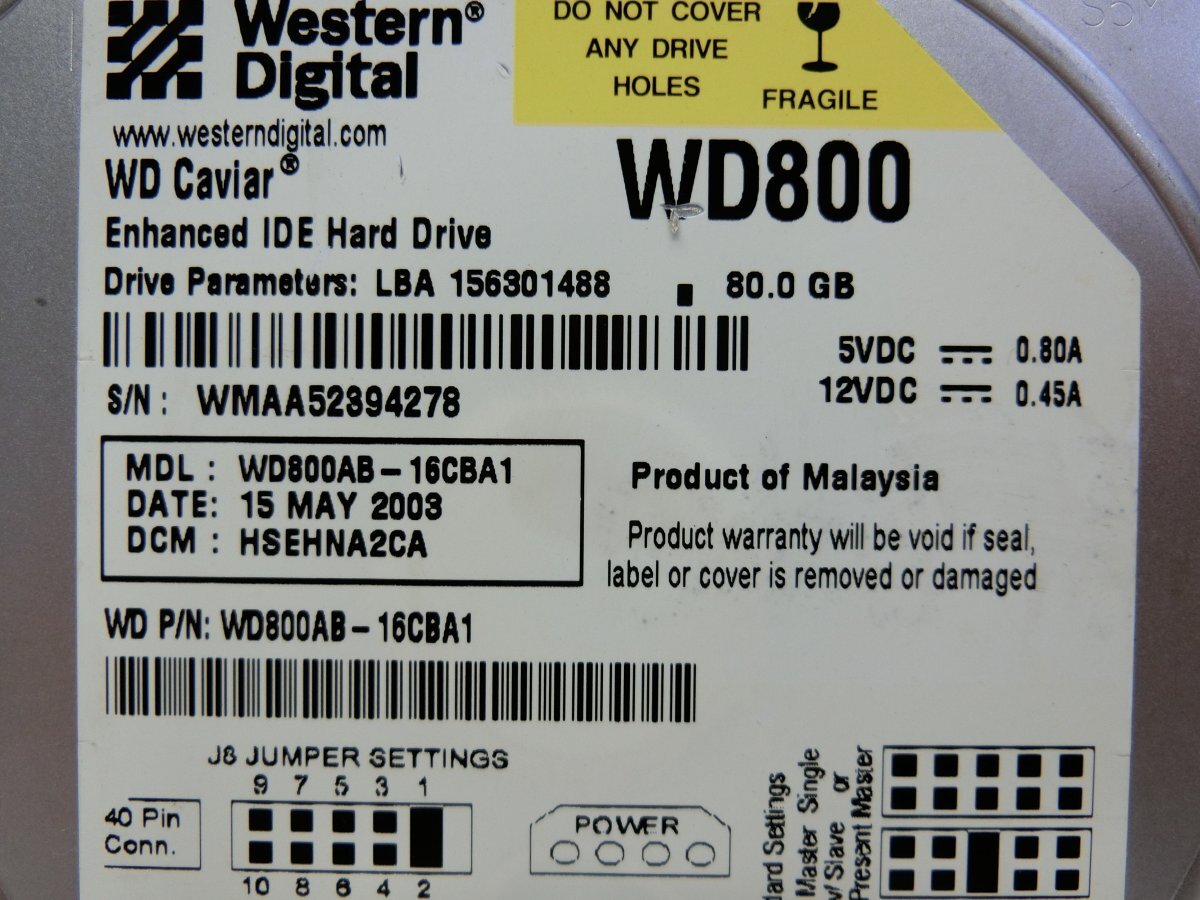 Western®
Digital
www.westerndigital.com
DO NOT COVER
ANY DRIVE
HOLES
FRAGILE
WD Caviar®
WD800
Enhanced IDE Hard Drive
Drive Parameters: LBA 156301488 . 80.0 GB
5VDC 0.80A
12VDC 0.45A
S/N: WMAA52394278
MDL: WD800AB-16CBA1
DATE: 15 MAY 2003
DCM: HSEHNA2CA
Product of Malaysia
Product warranty will be void if seal,
label or cover is removed or damaged
WD P/N: WD800AB-16CBA1
J8 JUMPER SETTINGS
9 7 5 3 1
40 Pin
Conn.
10 8 6 4 2
POWER
Settings
Master Single
w/ Slave or
Present Master